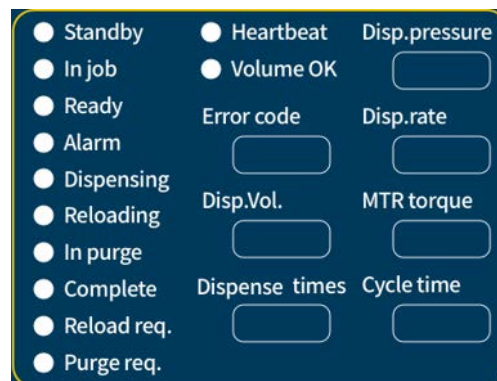 Standby
In job
Ready
Alarm
Dispensing
Reloading
In purge
Complete
Reload req.
Purge req.
Heartbeat
Volume OK
Error code
Disp.Vol.
Dispense times
Disp.pressure
Disp.rate
MTR torque
Cycle time